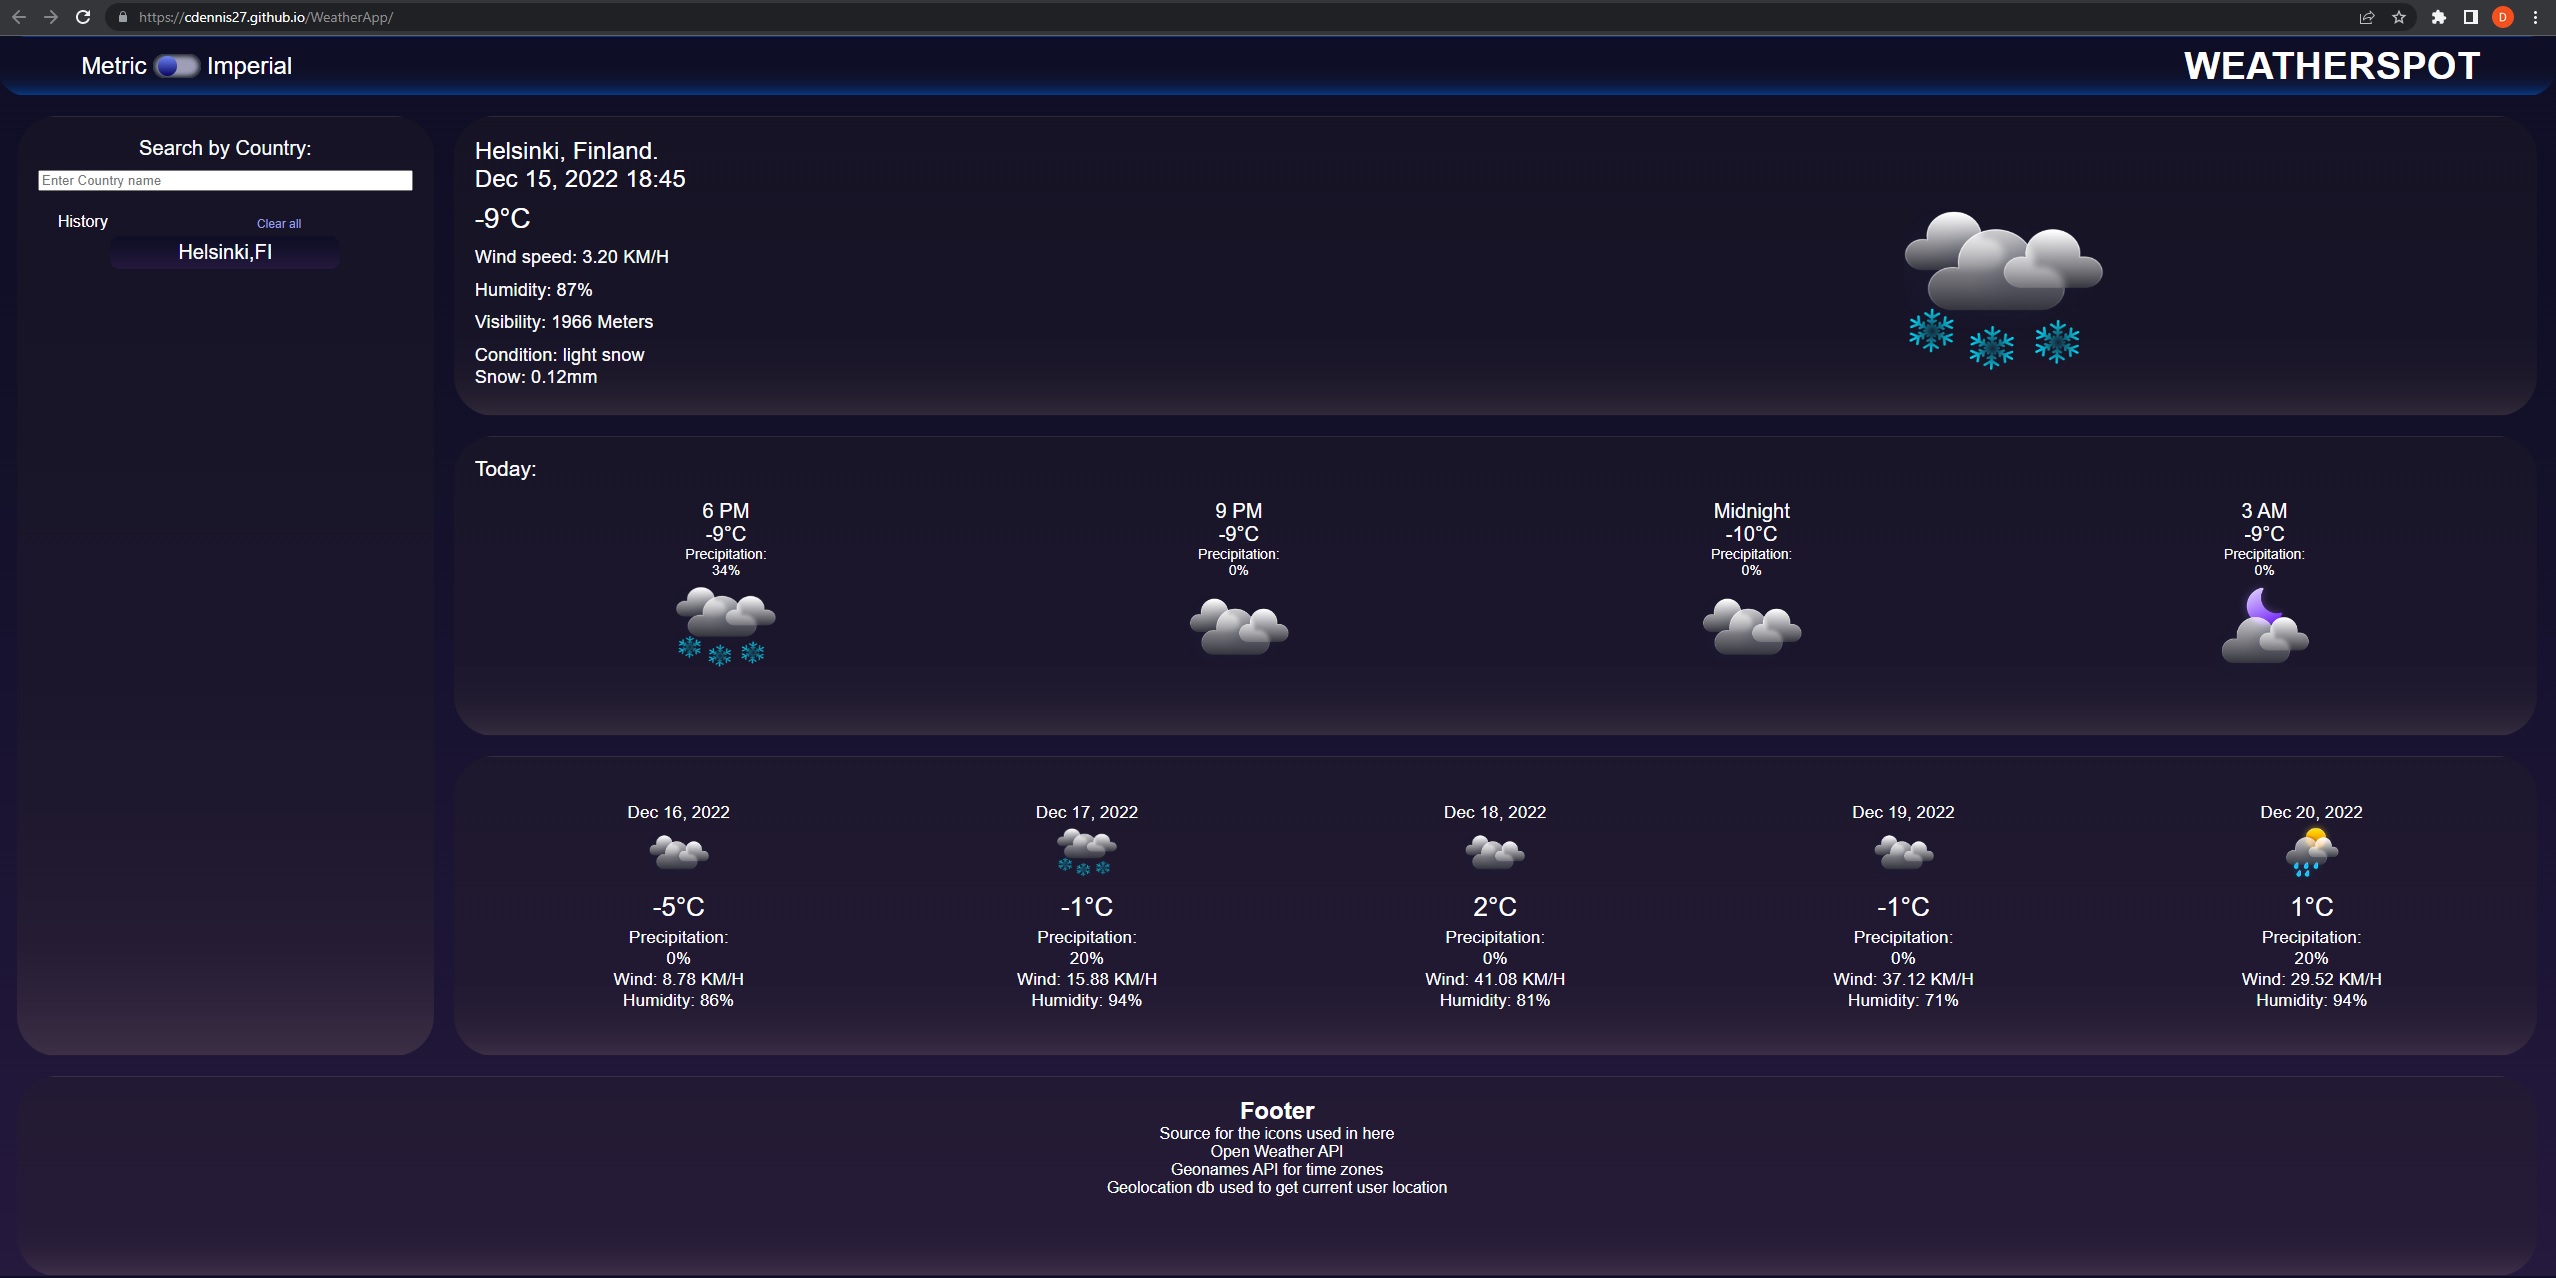 https://cdennis27.github.io/WeatherApp/
D
Metric Imperial
WEATHERSPOT
Search by Country:
Enter Country name
History Clear all
Helsinki,FI
Helsinki, Finland.
Dec 15, 2022 18:45
-9°C
Wind speed: 3.20 KM/H
Humidity: 87%
Visibility: 1966 Meters
Condition: light snow
Snow: 0.12mm
Today:
6 PM
-9°C
Precipitation:
34%
9 PM
-9°C
Precipitation:
0%
Midnight
-10°C
Precipitation:
0%
3 AM
-9°C
Precipitation:
0%
Dec 16, 2022
-5°C
Precipitation:
0%
Wind: 8.78 KM/H
Humidity: 86%
Dec 17, 2022
-1°C
Precipitation:
20%
Wind: 15.88 KM/H
Humidity: 94%
Dec 18, 2022
2°C
Precipitation:
0%
Wind: 41.08 KM/H
Humidity: 81%
Dec 19, 2022
-1°C
Precipitation:
0%
Wind: 37.12 KM/H
Humidity: 71%
Dec 20, 2022
1°C
Precipitation:
20%
Wind: 29.52 KM/H
Humidity: 94%
Footer
Source for the icons used in here
Open Weather API
Geonames API for time zones
Geolocation db used to get current user location